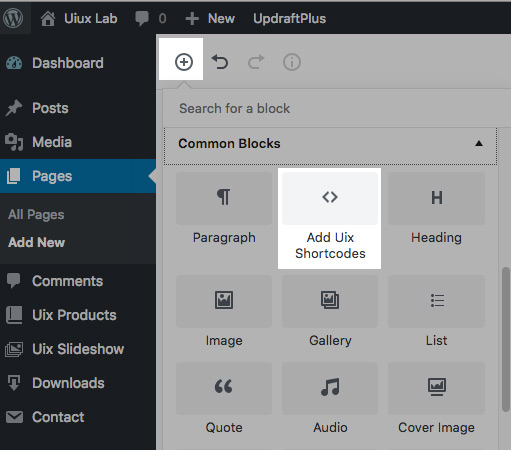 Uiux Lab 0 New UpdraftPlus
Dashboard
Posts
Media
Pages
All Pages
Add New
Comments
Uix Products
Uix Slideshow
Downloads
Contact
Search for a block
Common Blocks
Paragraph
Add Uix
Shortcodes
Heading
Image
Gallery
List
Quote
Audio
Cover Image